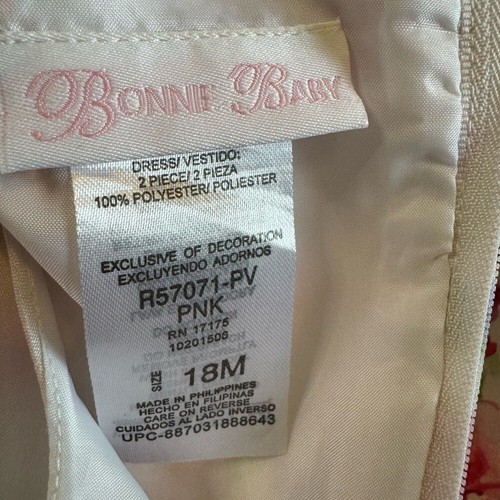 BONNIE BABY
DRESS/ VESTIDO:
2 PIECE/ 2 PIEZA
100% POLYESTER/ POLIESTER
EXCLUSIVE OF DECORATION
EXCLUYENDO ADORNOS
R57071-PV
PNK
RN 17175
10201506
SIZE 18M
MADE IN PHILIPPINES
HECHO EN FILIPINAS
CARE ON REVERSE
CUIDADOS AL LADO INVERSO
UPC-887031888643